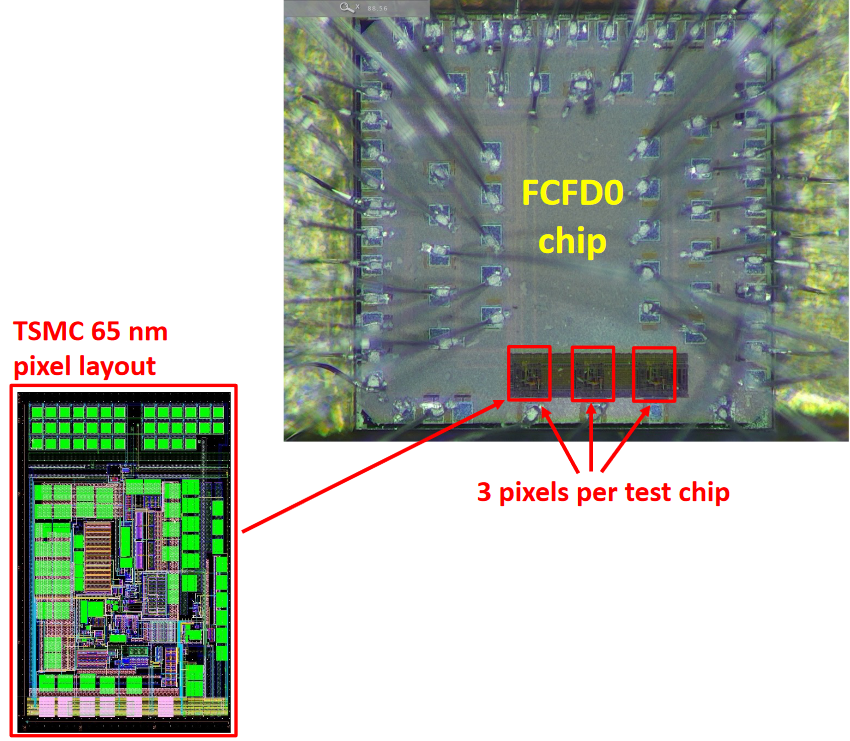 FCFD0
chip
TSMC 65 nm
pixel layout
3 pixels per test chip